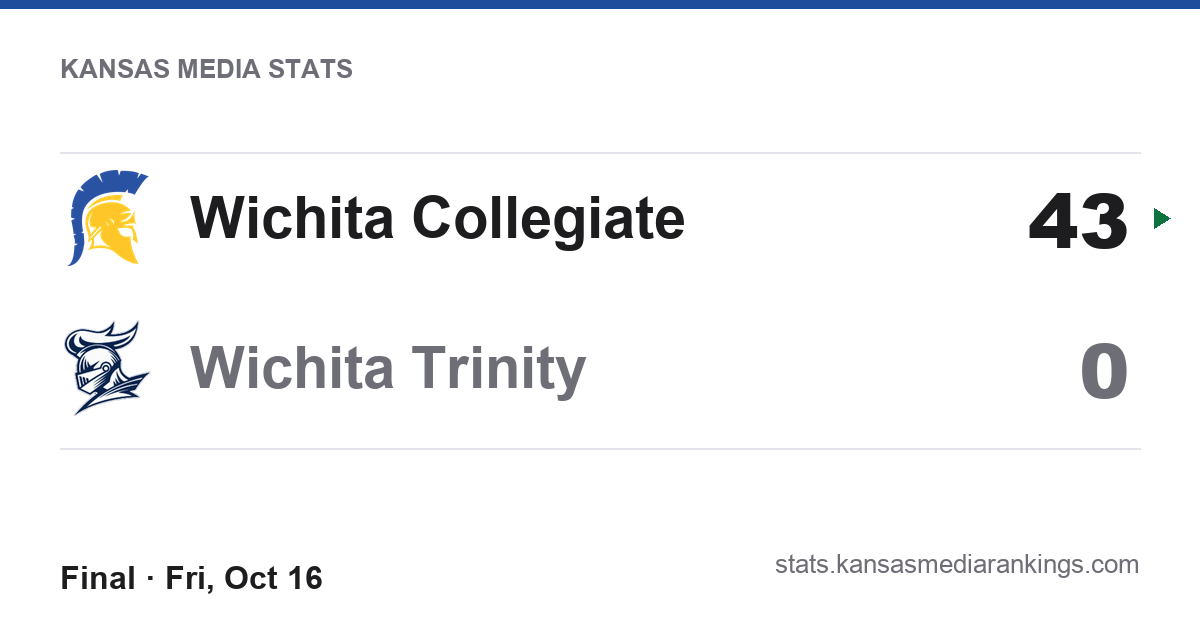 KANSAS MEDIA STATS
Wichita Collegiate 43
Wichita Trinity 0
Final · Fri, Oct 16
stats.kansasmediarankings.com